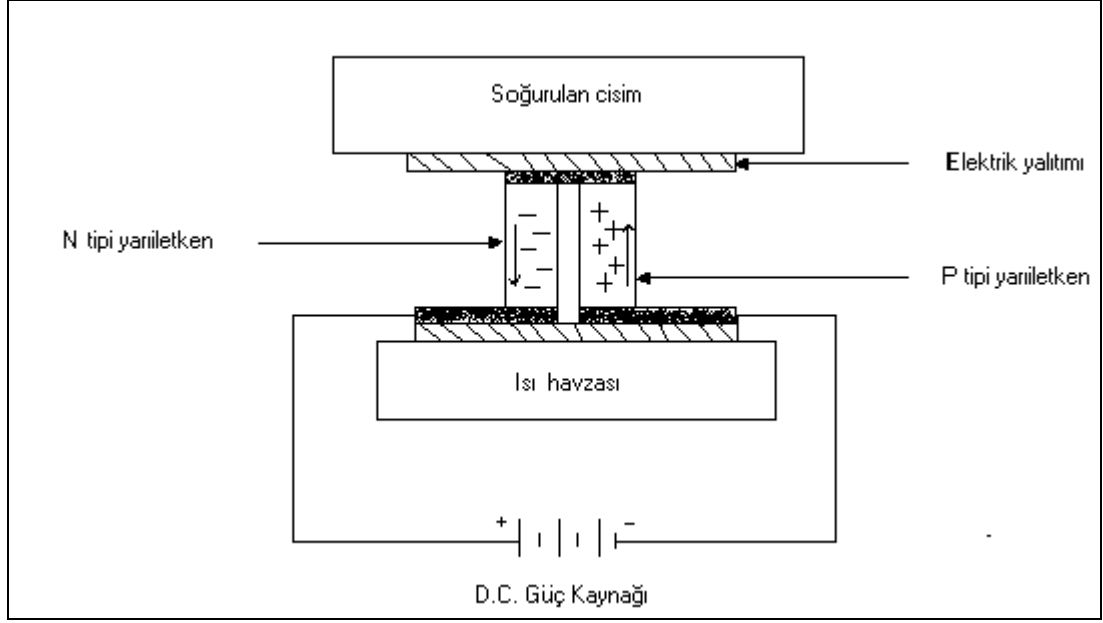 Soğurulan cisim
Elektrik yalıtımı
N tipi yarıiletken
P tipi yarıiletken
Isı havzası
+ −
D.C. Güç Kaynağı